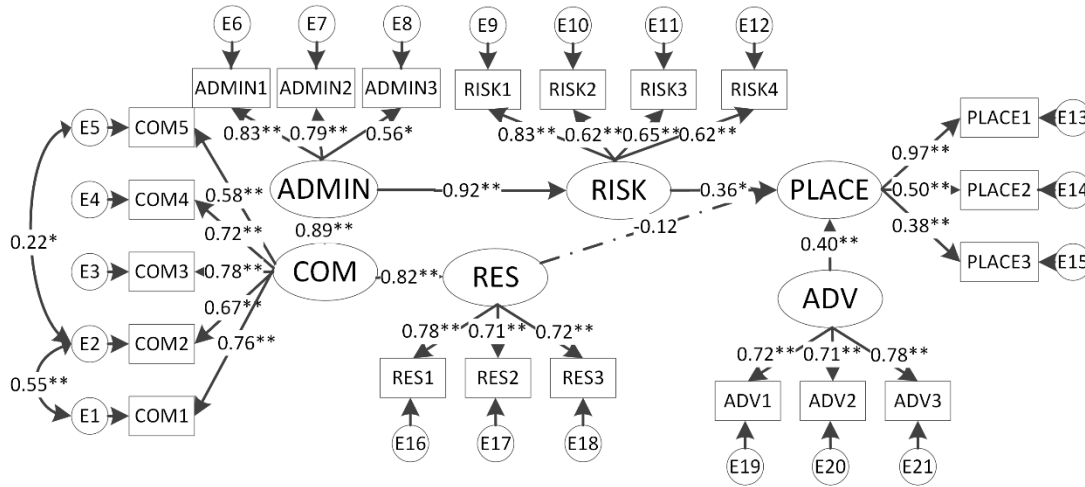 E6 E7 E8 E9 E10 E11 E12
ADMIN1 ADMIN2 ADMIN3 RISK1 RISK2 RISK3 RISK4
E5 COM5 0.83** 0.79** 0.56* 0.83** 0.62** 0.65** 0.62** PLACE1 E13
0.97**
E4 COM4 0.58** ADMIN 0.92** RISK 0.36* PLACE 0.50** PLACE2 E14
0.72** 0.89** -0.12 0.38**
0.22* 0.40**
E3 COM3 0.78** COM 0.82** RES ADV PLACE3 E15
0.67**
E2 COM2 0.76** 0.78** 0.71** 0.72** 0.72** 0.71** 0.78**
0.55** RES1 RES2 RES3
E1 COM1 ADV1 ADV2 ADV3
E16 E17 E18
E19 E20 E21